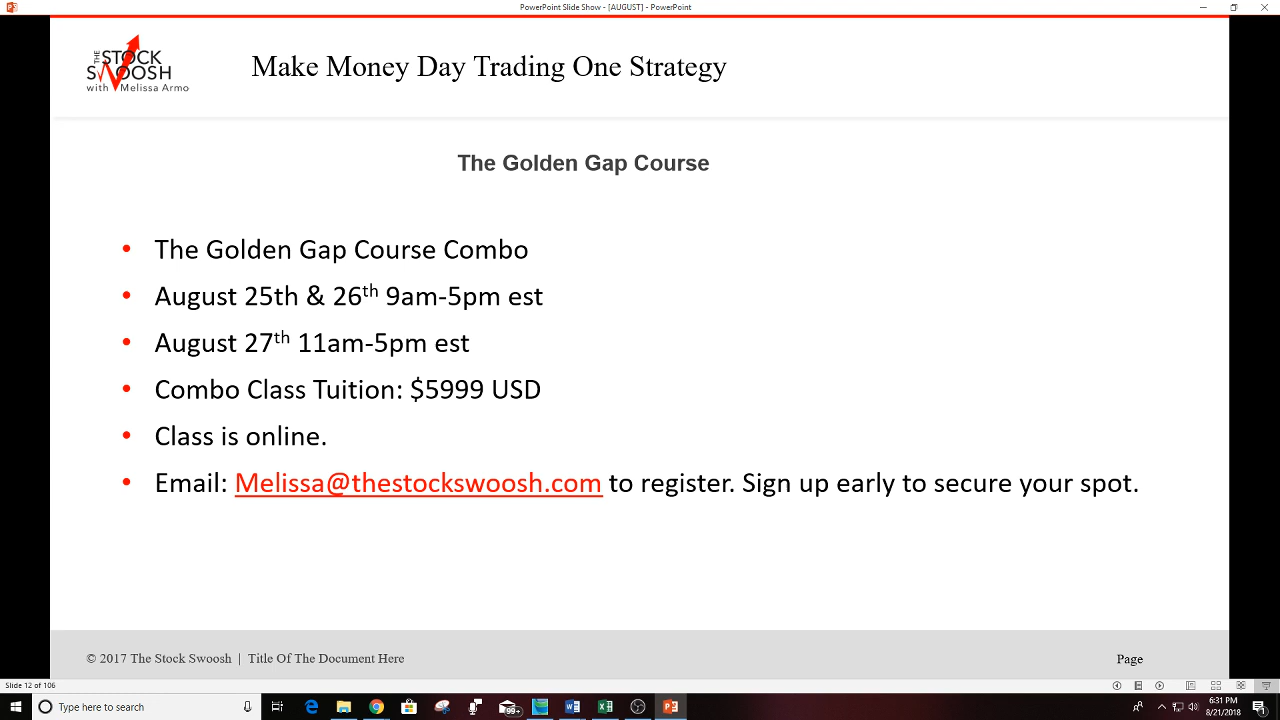 PowerPoint Slide Show - [AUGUST] - PowerPoint
THE STOCK
SWOOSH
with Melissa Armo
Make Money Day Trading One Strategy
The Golden Gap Course
• The Golden Gap Course Combo
• August 25th & 26th 9am-5pm est
• August 27th 11am-5pm est
• Combo Class Tuition: $5999 USD
• Class is online.
• Email: Melissa@thestockswoosh.com to register. Sign up early to secure your spot.
© 2017 The Stock Swoosh | Title Of The Document Here
Page
Slide 12 of 106
Type here to search
99+
6:31 PM
8/21/2018